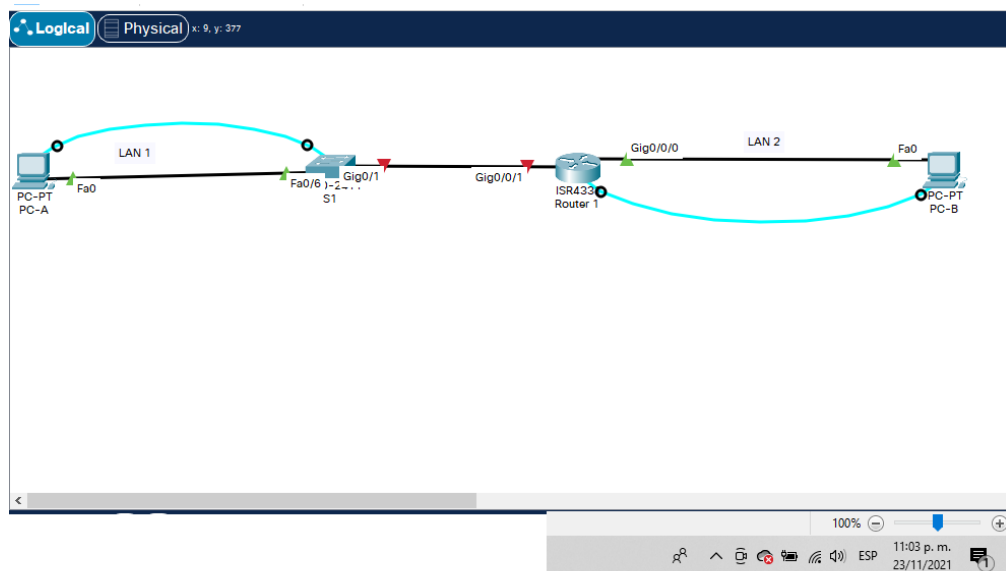 Logical Physical x: 9, y: 377
LAN 1
LAN 2
Gig0/0/0
Fa0
Fa0
Fa0/6
Gig0/1
Gig0/0/1
PC-PT
PC-A
S1
ISR433
Router 1
PC-PT
PC-B
100%
ESP
11:03 p. m.
23/11/2021
1